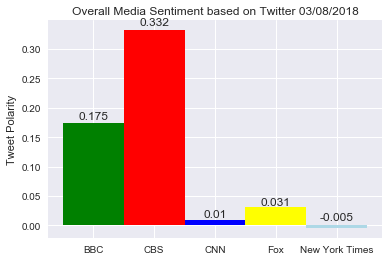 Overall Media Sentiment based on Twitter 03/08/2018
Tweet Polarity
0.30
0.25
0.20
0.15
0.10
0.05
0.00
0.175
0.332
0.01
0.031
-0.005
BBC
CBS
CNN
Fox
New York Times